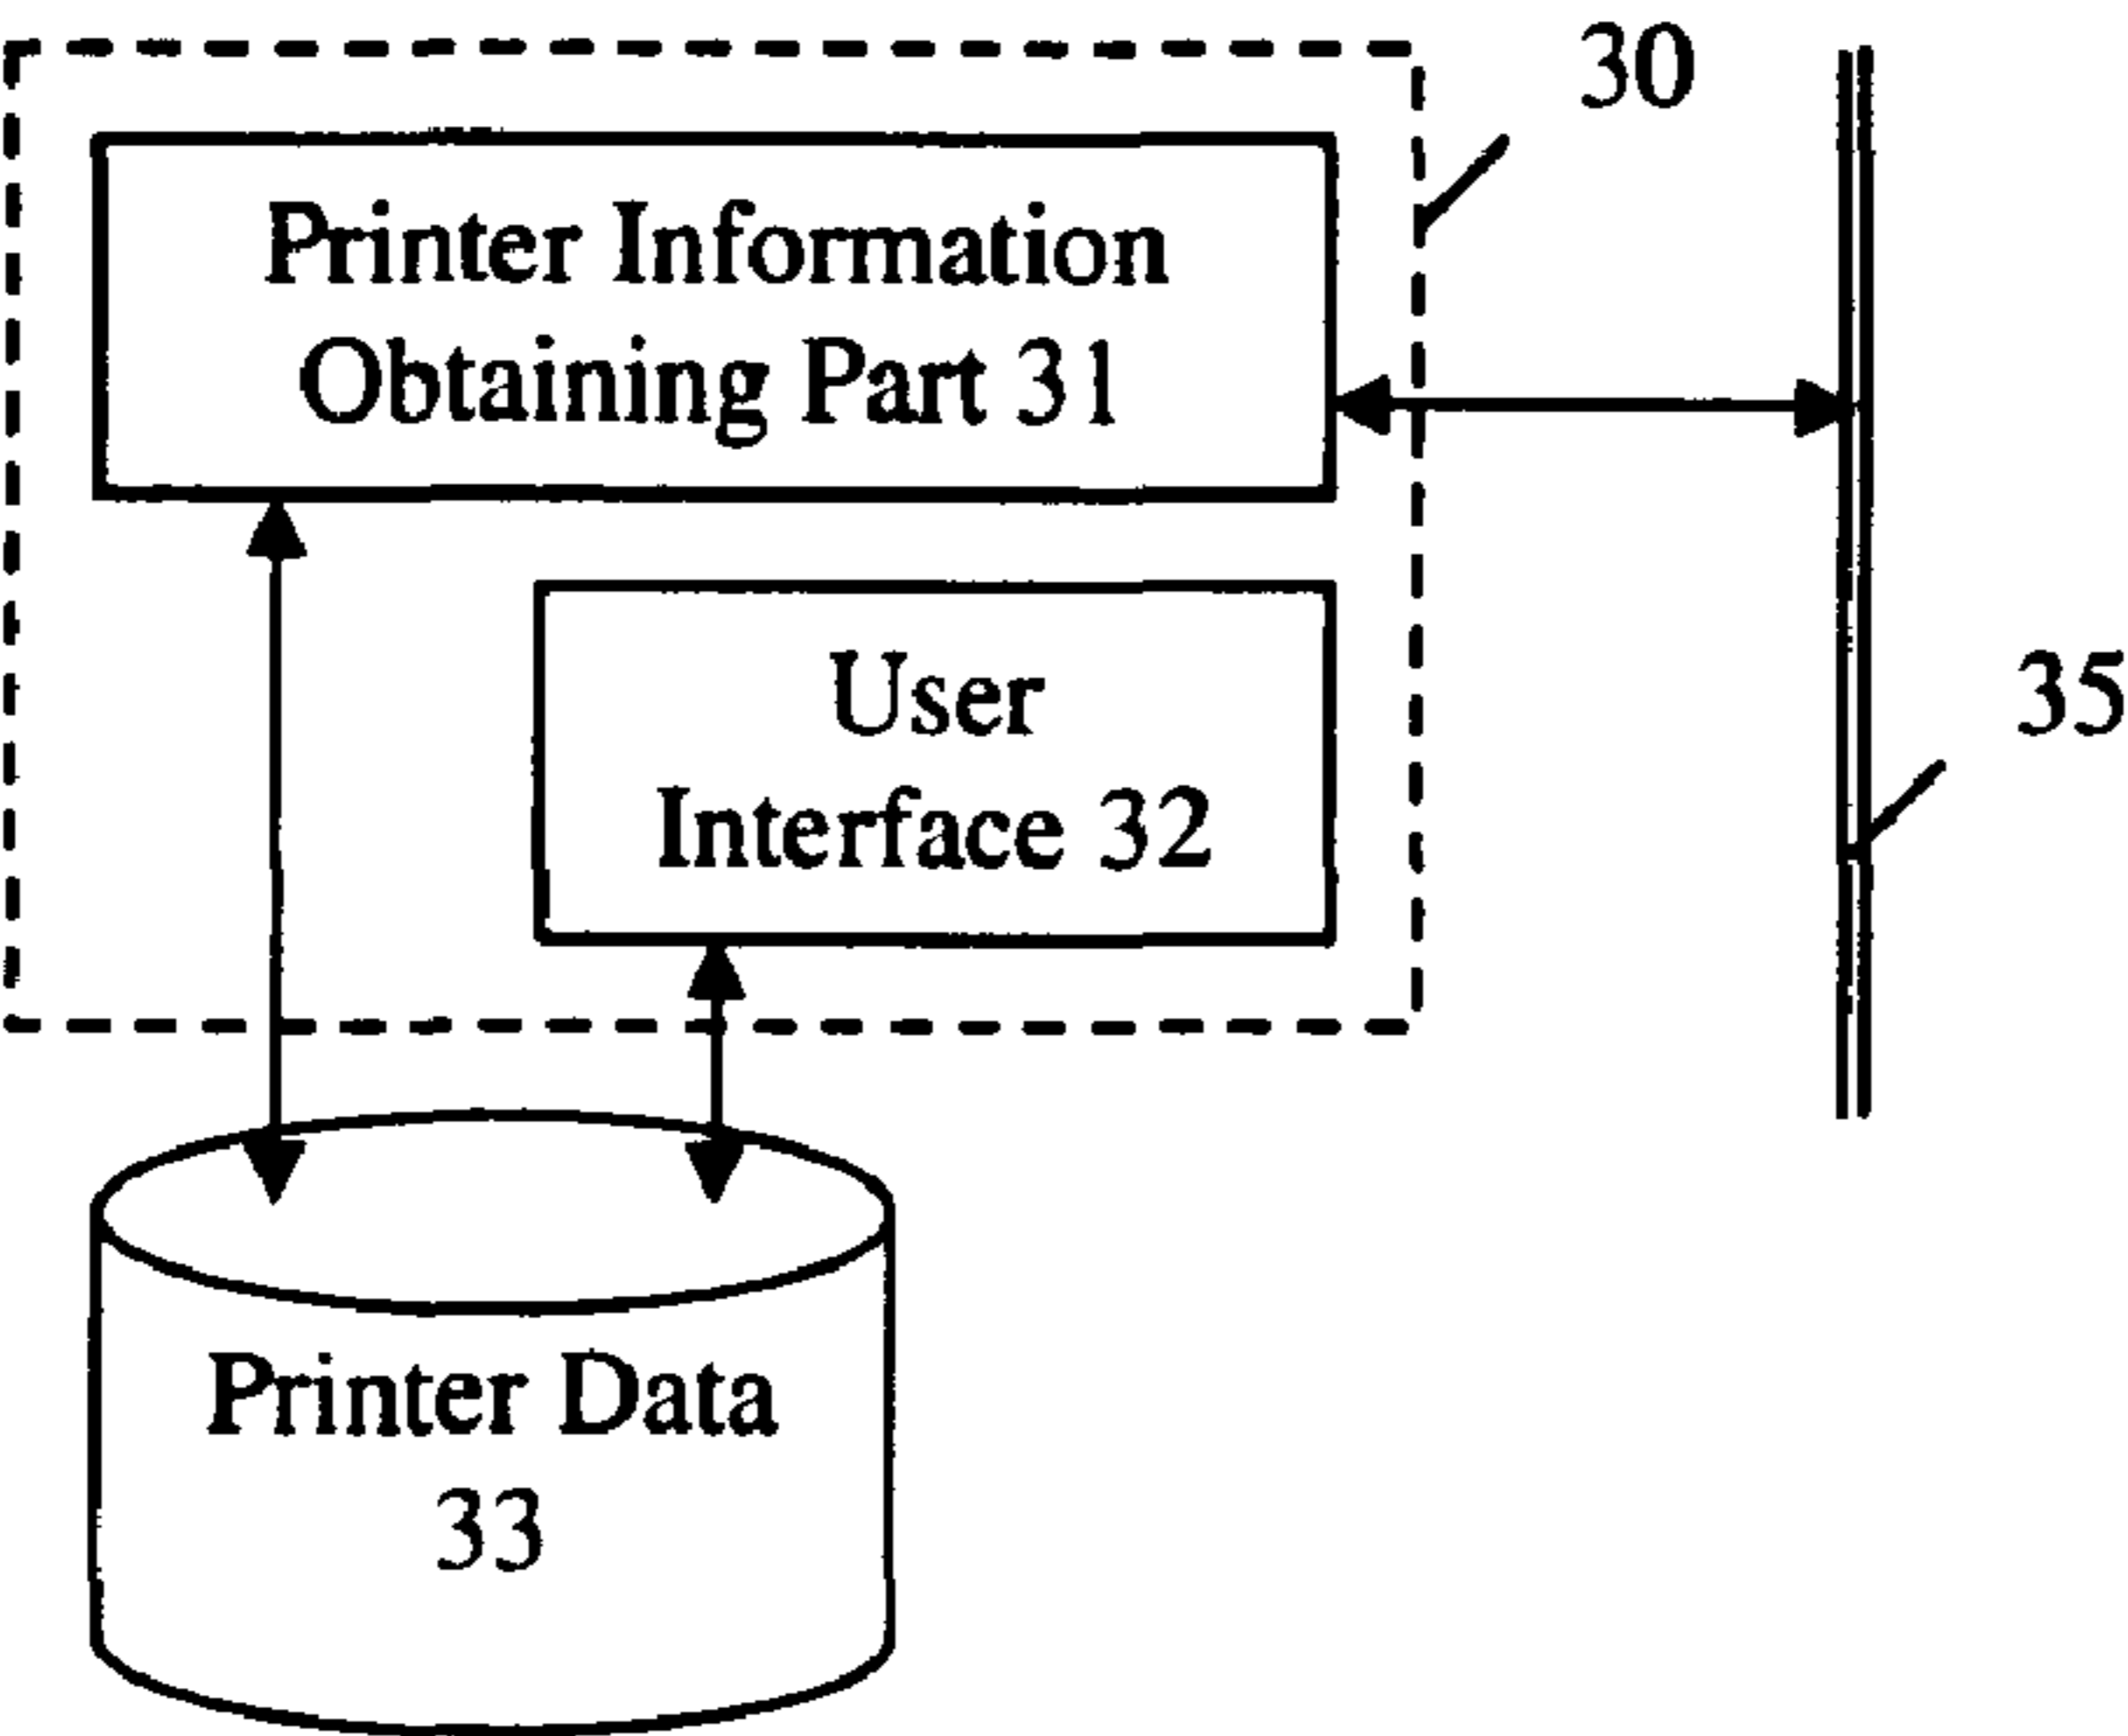 30
Printer Information
Obtaining Part 31
User
Interface 32
35
Printer Data
33